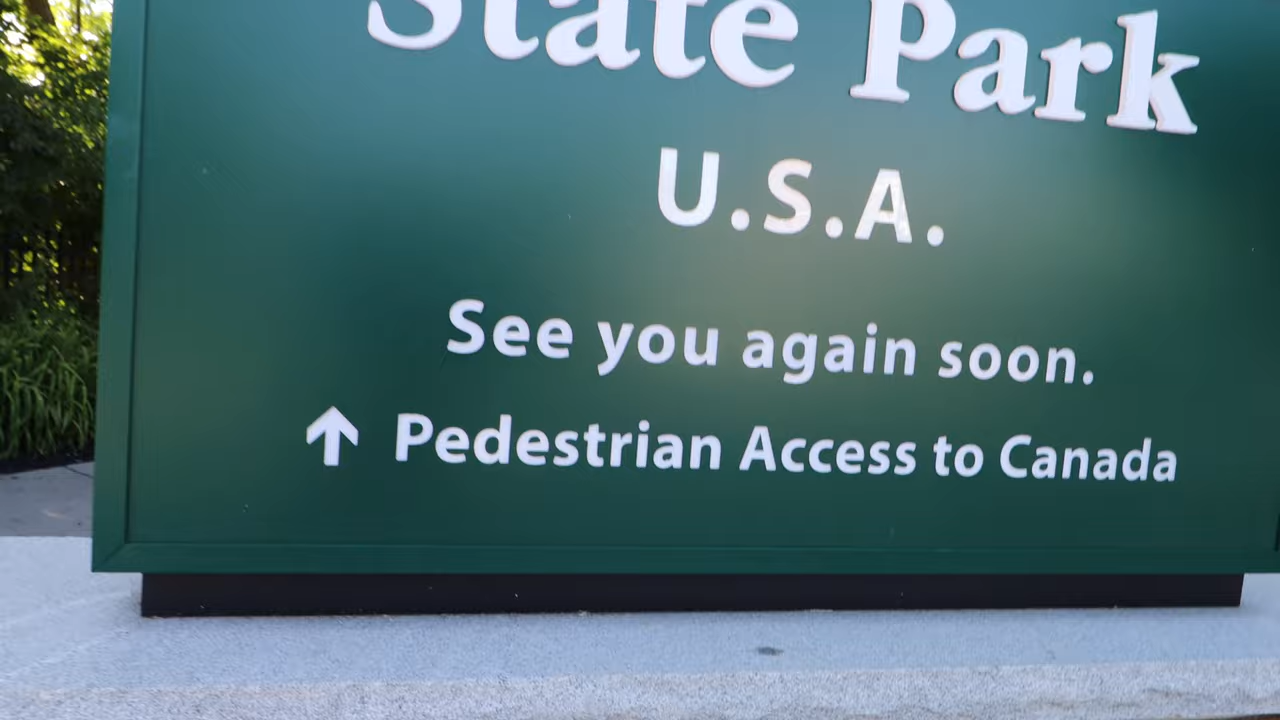 State Park
U.S.A.
See you again soon.
↑ Pedestrian Access to Canada